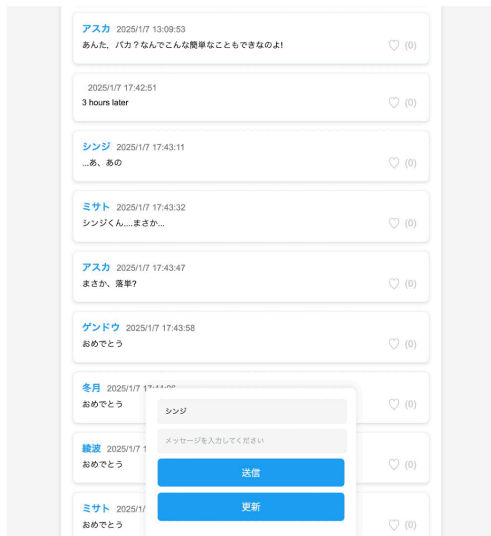 アスカ 2025/1/7 13:09:53
あんた、バカ？なんでこんな簡単なこともできなのよ!
♡ (0)
2025/1/7 17:42:51
3 hours later
♡ (0)
シンジ 2025/1/7 17:43:11
...あ、あの
♡ (0)
ミサト 2025/1/7 17:43:32
シンジくん....まさか...
♡ (0)
アスカ 2025/1/7 17:43:47
まさか、落単?
♡ (0)
ゲンドウ 2025/1/7 17:43:58
おめでとう
♡ (0)
冬月 2025/1/7
おめでとう
♡ (0)
綾波 2025/1/7
おめでとう
♡ (0)
ミサト 2025/1/
おめでとう
♡ (0)
シンジ
メッセージを入力してください
送信
更新